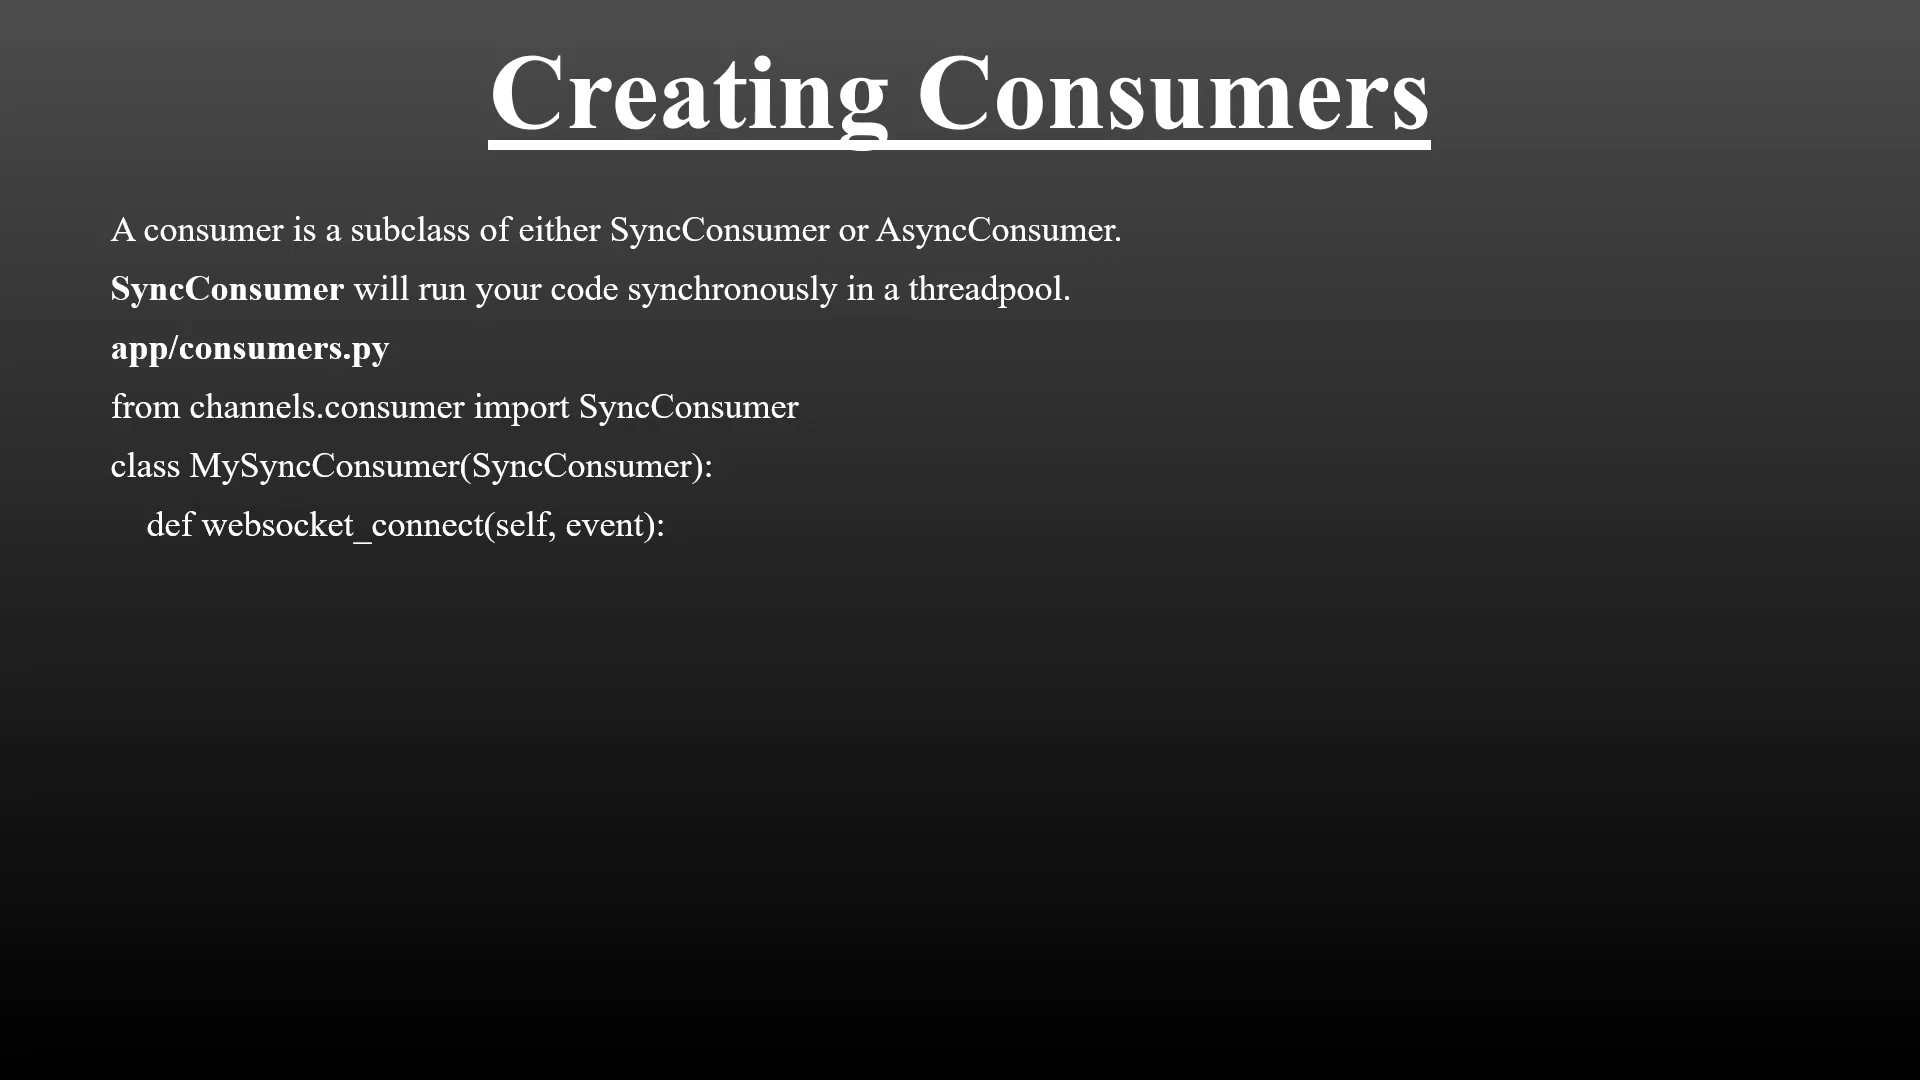 Creating Consumers
A consumer is a subclass of either SyncConsumer or AsyncConsumer.
SyncConsumer will run your code synchronously in a threadpool.
app/consumers.py
from channels.consumer import SyncConsumer
class MySyncConsumer(SyncConsumer):
    def websocket_connect(self, event):